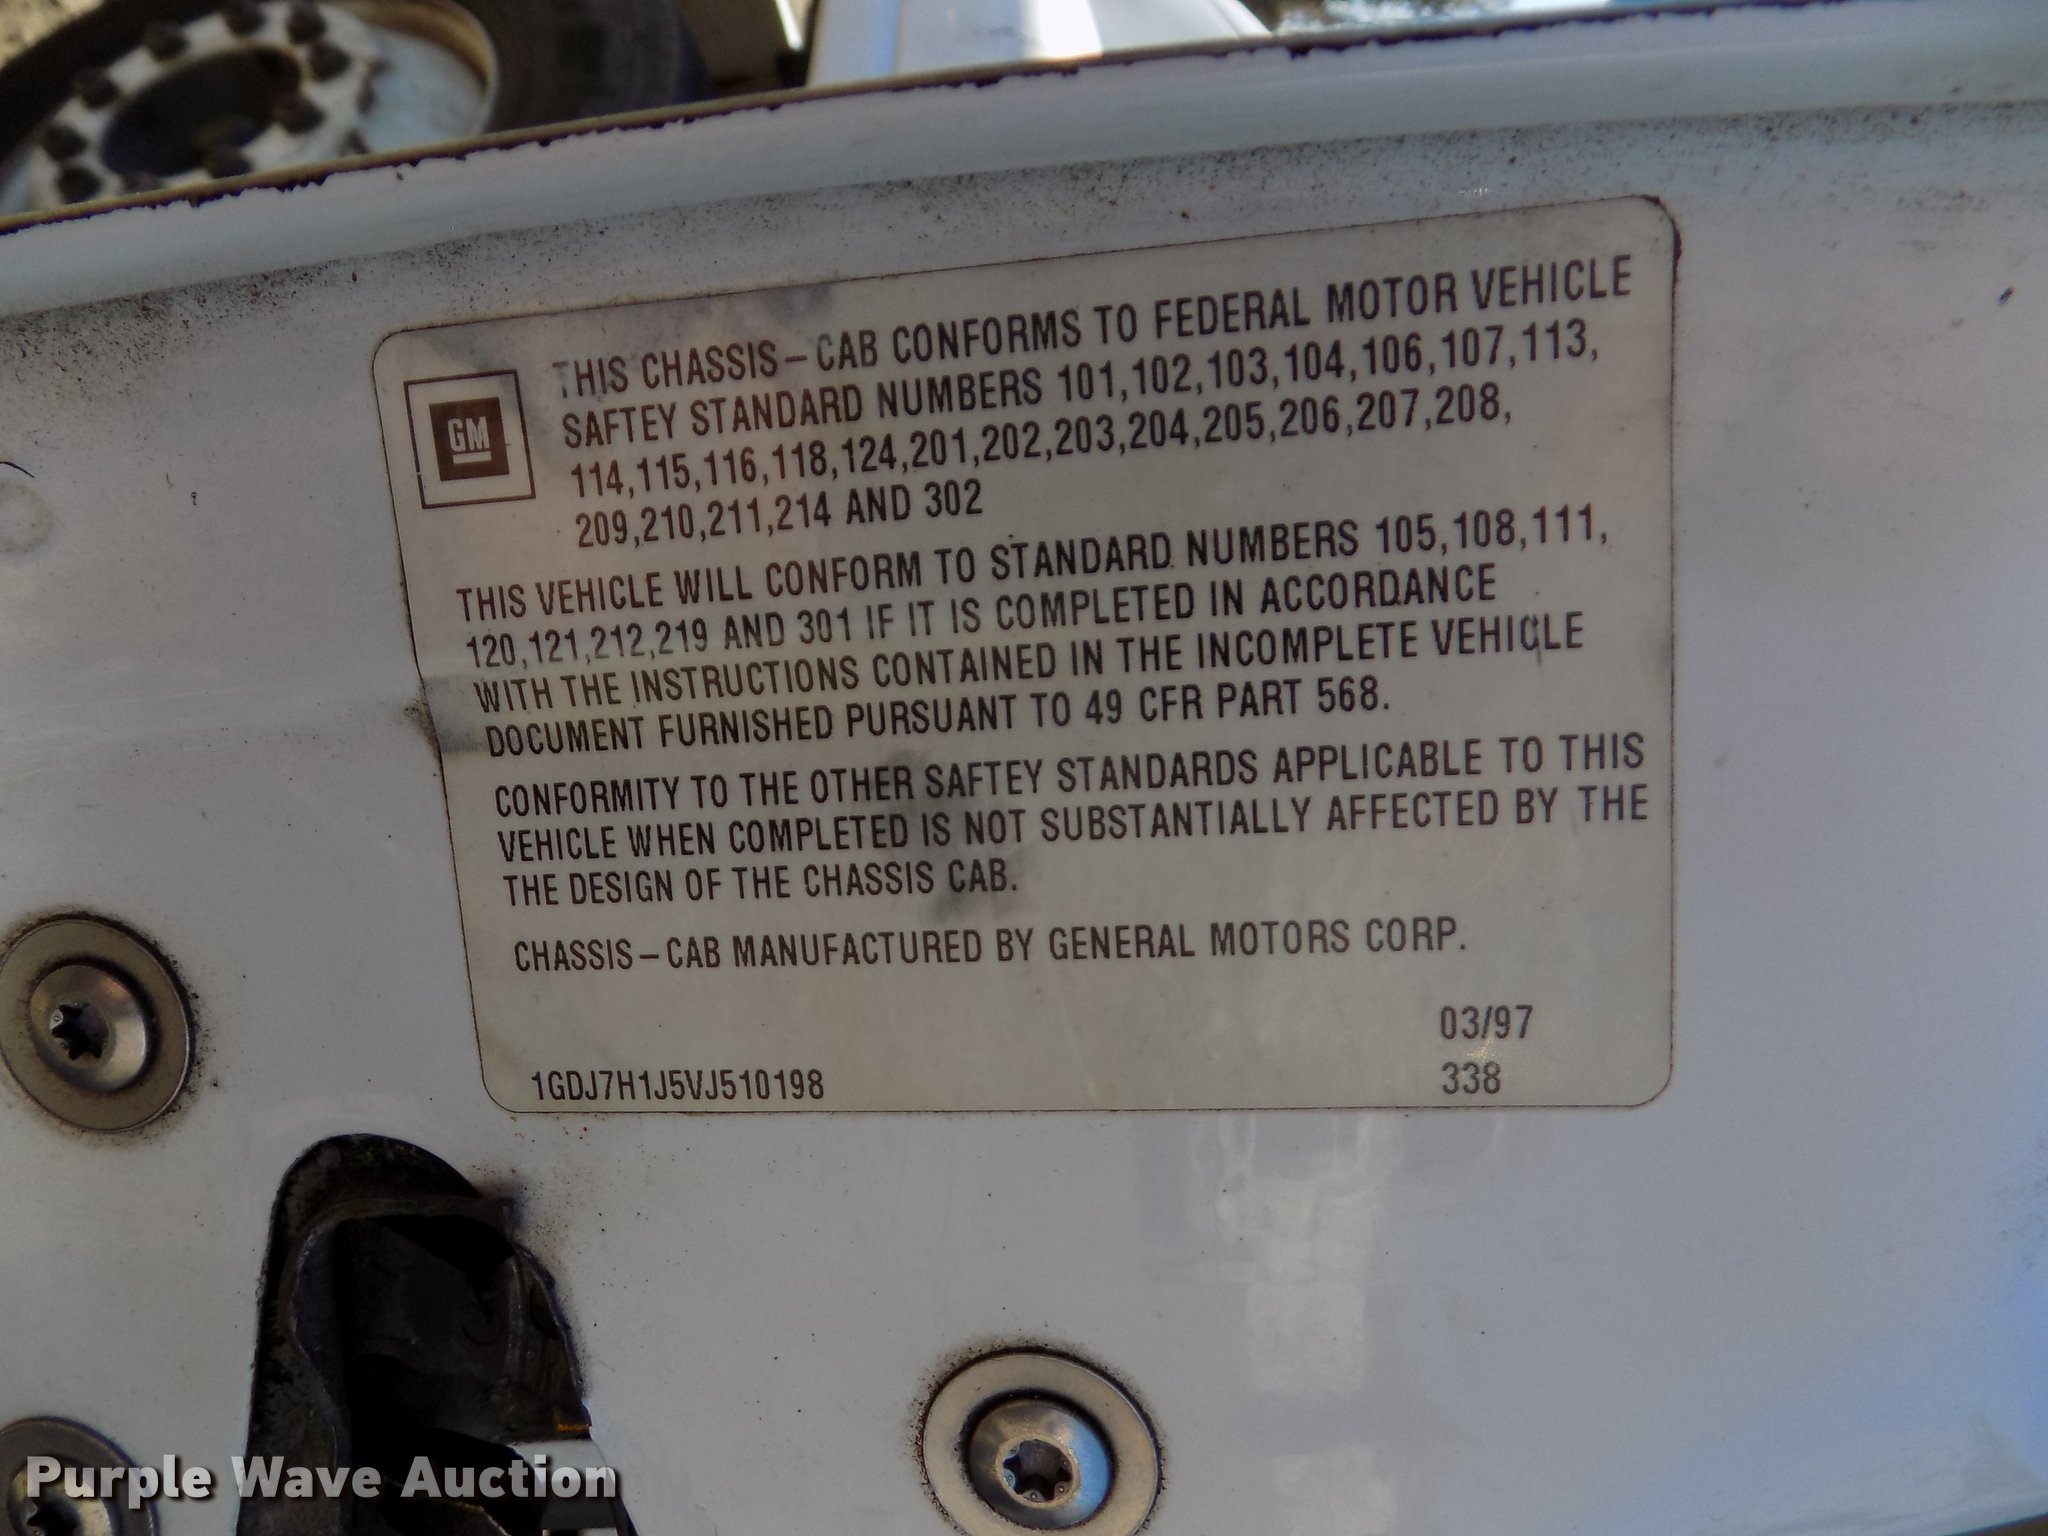 THIS CHASSIS – CAB CONFORMS TO FEDERAL MOTOR VEHICLE
SAFTEY STANDARD NUMBERS 101,102,103,104,106,107,113,
GM
114,115,116,118,124,201,202,203,204,205,206,207,208,
209,210,211,214 AND 302
THIS VEHICLE WILL CONFORM TO STANDARD NUMBERS 105,108,111,
120,121,212,219 AND 301 IF IT IS COMPLETED IN ACCORDANCE
WITH THE INSTRUCTIONS CONTAINED IN THE INCOMPLETE VEHICLE
DOCUMENT FURNISHED PURSUANT TO 49 CFR PART 568.
CONFORMITY TO THE OTHER SAFTEY STANDARDS APPLICABLE TO THIS
VEHICLE WHEN COMPLETED IS NOT SUBSTANTIALLY AFFECTED BY THE
THE DESIGN OF THE CHASSIS CAB.
CHASSIS – CAB MANUFACTURED BY GENERAL MOTORS CORP.
03/97
1GDJ7H1J5VJ510198
338
Purple Wave Auction